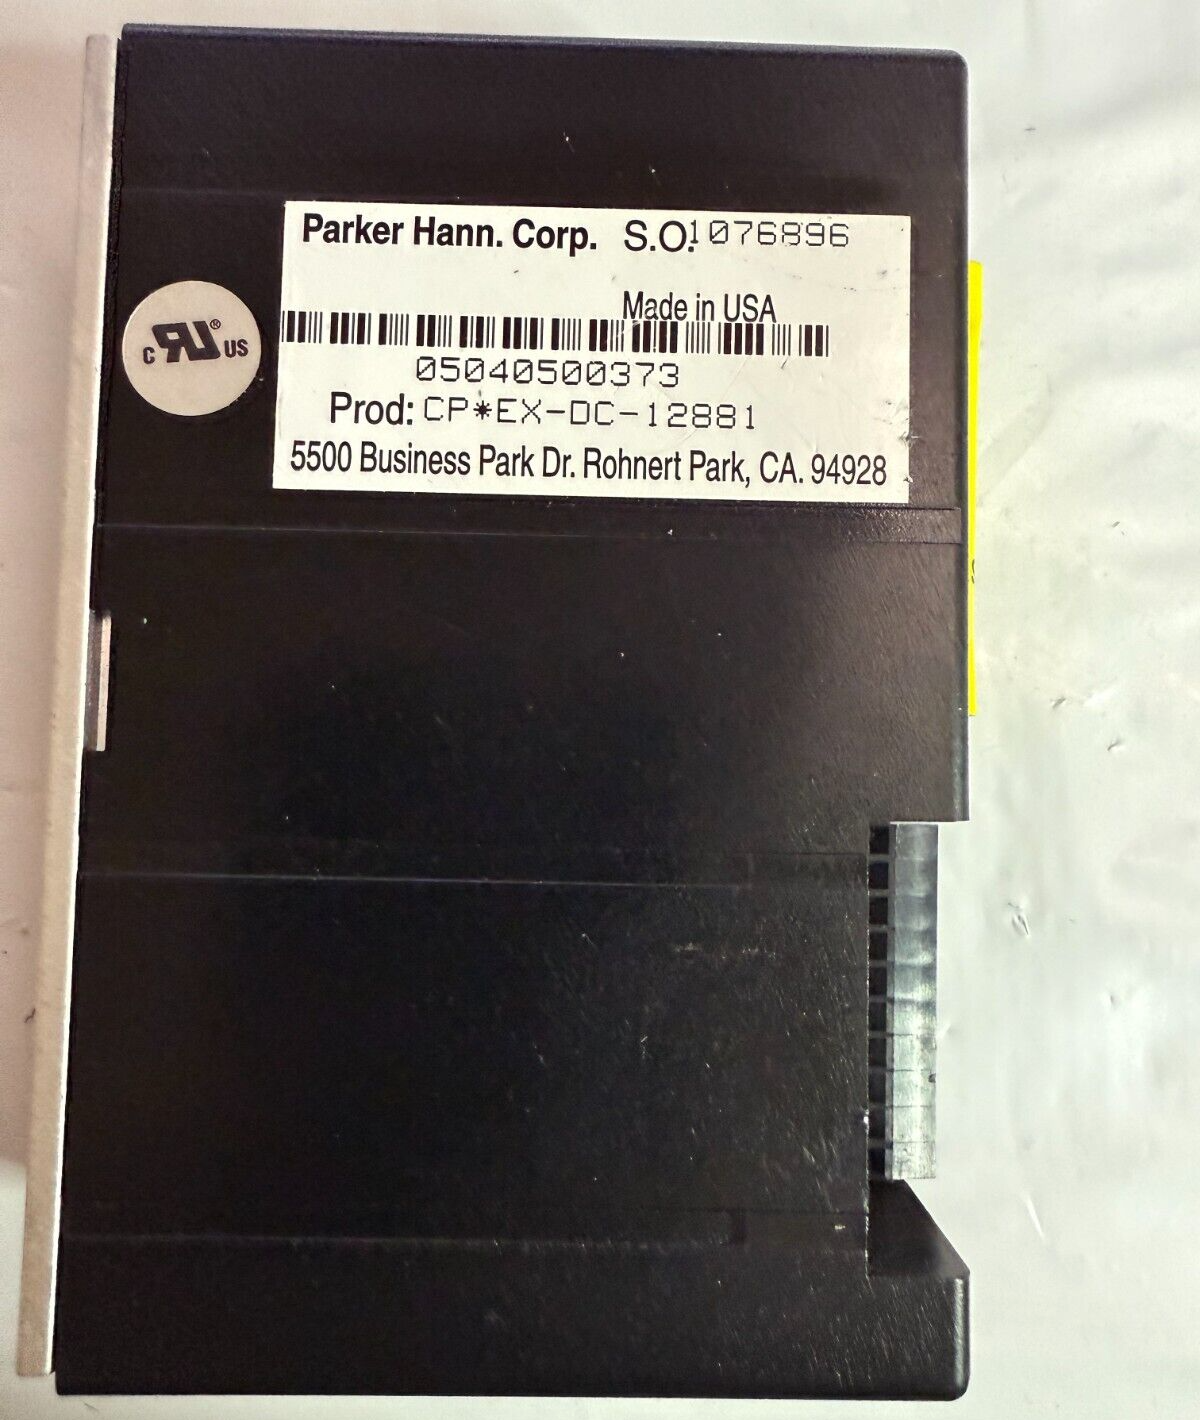 Parker Hann. Corp. S.O. 1076896
Made in USA
05040500373
Prod: CP*EX-DC-12881
5500 Business Park Dr. Rohnert Park, CA. 94928
c RU ® US